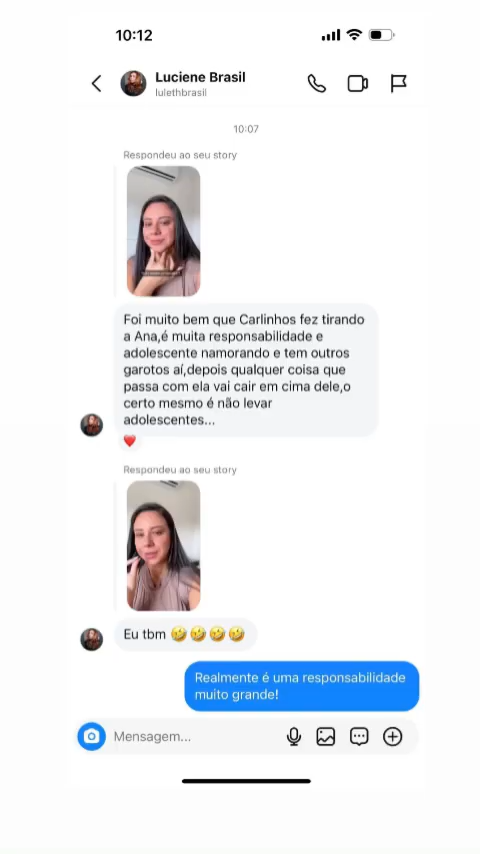 10:12
Luciene Brasil
lulethbrasil
10:07
Respondeu ao seu story
Foi muito bem que Carlinhos fez tirando
a Ana,é muita responsabilidade e
adolescente namorando e tem outros
garotos aí,depois qualquer coisa que
passa com ela vai cair em cima dele,o
certo mesmo é não levar
adolescentes...
❤️
Respondeu ao seu story
Eu tbm 🤣🤣🤣🤣
Realmente é uma responsabilidade
muito grande!
Mensagem...